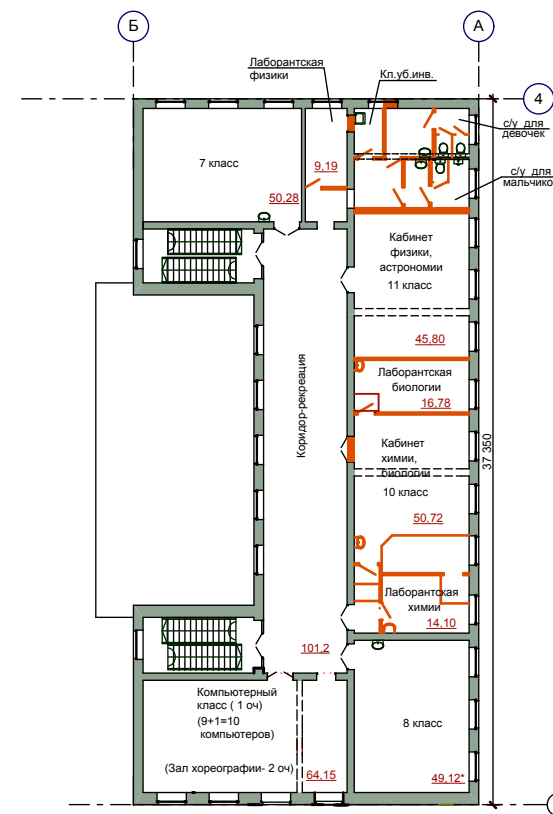 Б
А
4
Лаборантская
физики
Кл.уб.инв.
с/у для
девочек
7 класс
9,19
50,28
с/у для
мальчико
Кабинет
физики,
астрономии
11 класс
45,80
Лаборантская
биологии
16,78
Коридор-рекреация
Кабинет
химии,
биологии
10 класс
37 350
50,72
Лаборантская
химии
14,10
101,2
Компьютерный
класс ( 1 оч)
(9+1=10
компьютеров)
8 класс
(Зал хореографии- 2 оч)
64,15
49,12*